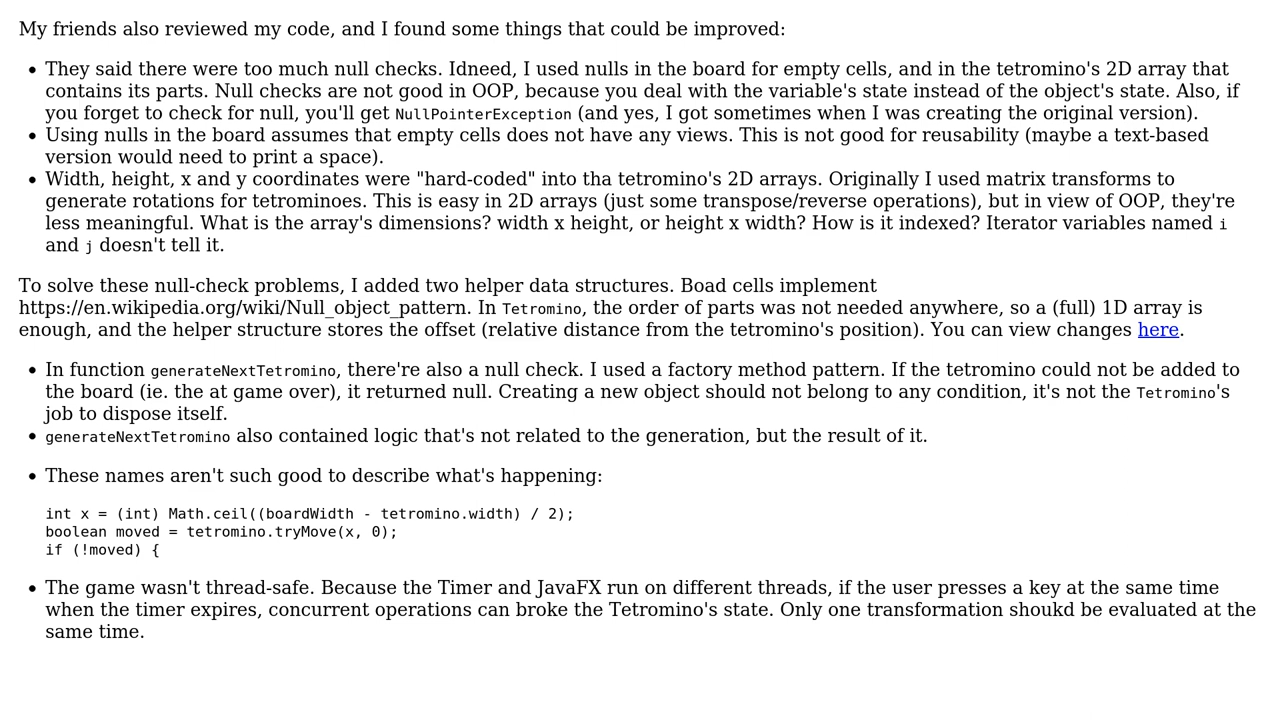 My friends also reviewed my code, and I found some things that could be improved:
They said there were too much null checks. Idneed, I used nulls in the board for empty cells, and in the tetromino's 2D array that
contains its parts. Null checks are not good in OOP, because you deal with the variable's state instead of the object's state. Also, if
you forget to check for null, you'll get NullPointerException (and yes, I got sometimes when I was creating the original version).
Using nulls in the board assumes that empty cells does not have any views. This is not good for reusability (maybe a text-based
version would need to print a space).
Width, height, x and y coordinates were "hard-coded" into tha tetromino's 2D arrays. Originally I used matrix transforms to
generate rotations for tetrominoes. This is easy in 2D arrays (just some transpose/reverse operations), but in view of OOP, they're
less meaningful. What is the array's dimensions? width x height, or height x width? How is it indexed? Iterator variables named i
and j doesn't tell it.
To solve these null-check problems, I added two helper data structures. Boad cells implement
https://en.wikipedia.org/wiki/Null_object_pattern. In Tetromino, the order of parts was not needed anywhere, so a (full) 1D array is
enough, and the helper structure stores the offset (relative distance from the tetromino's position). You can view changes here.
In function generateNextTetromino, there're also a null check. I used a factory method pattern. If the tetromino could not be added to
the board (ie. the at game over), it returned null. Creating a new object should not belong to any condition, it's not the Tetromino's
job to dispose itself.
generateNextTetromino also contained logic that's not related to the generation, but the result of it.
These names aren't such good to describe what's happening:
int x = (int) Math.ceil((boardWidth - tetromino.width) / 2);
boolean moved = tetromino.tryMove(x, 0);
if (!moved) {
The game wasn't thread-safe. Because the Timer and JavaFX run on different threads, if the user presses a key at the same time
when the timer expires, concurrent operations can broke the Tetromino's state. Only one transformation shoukd be evaluated at the
same time.